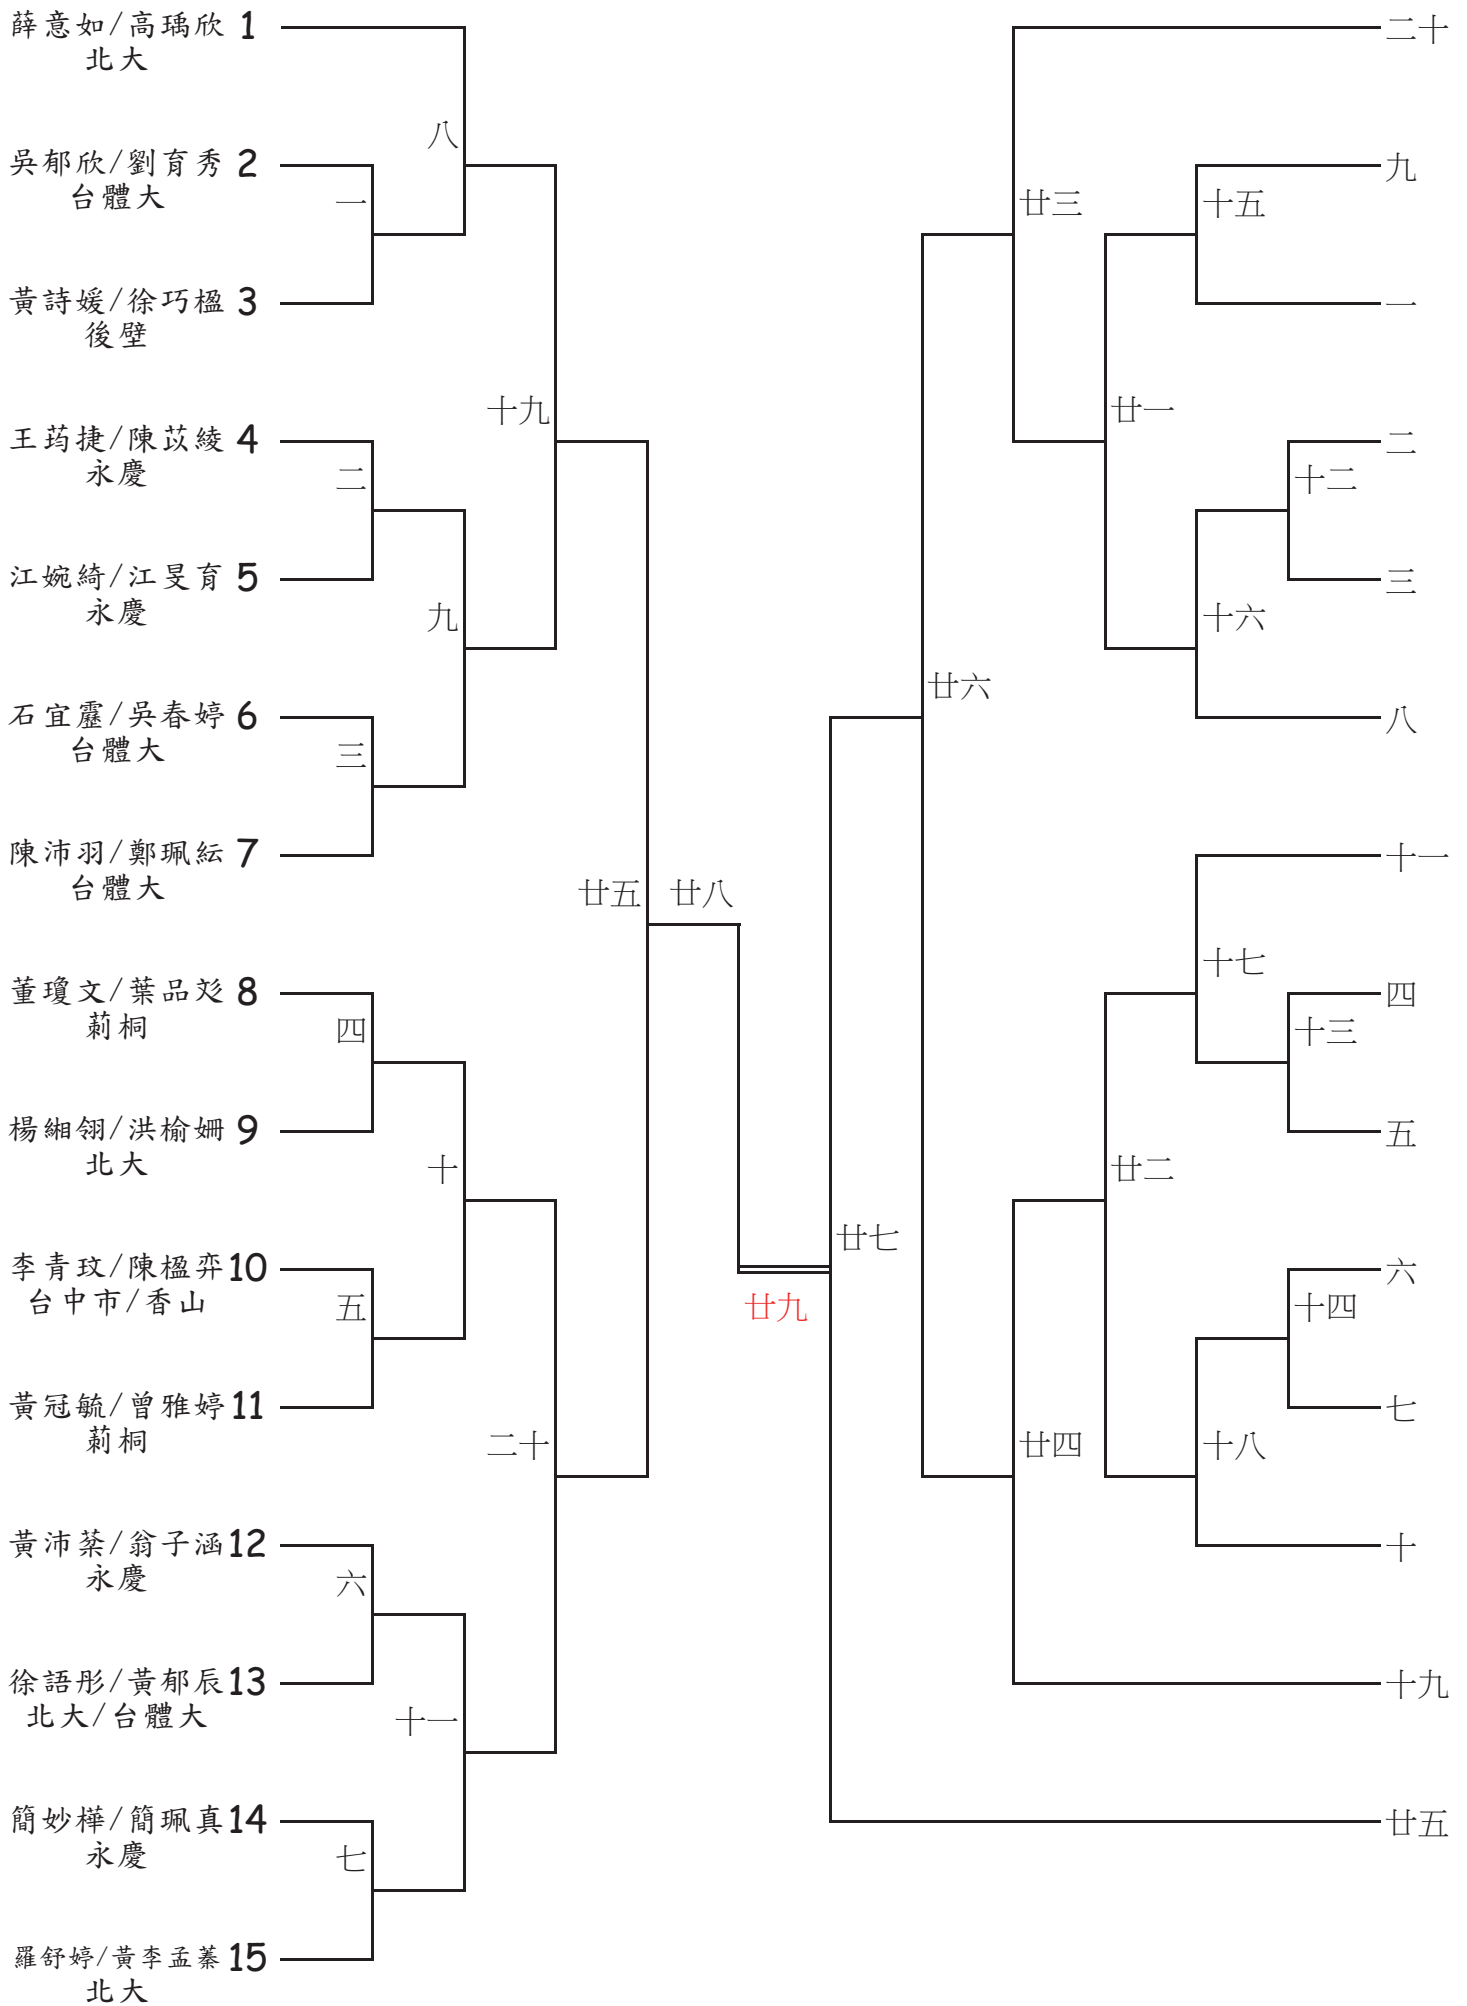 薛意如/高瑀欣 1
北大
吳郁欣/劉育秀 2
台體大
黃詩媛/徐巧楹 3
後壁
王筠捷/陳苡綾 4
永慶
江婉綺/江旻育 5
永慶
石宜靋/吳春婷 6
台體大
陳沛羽/鄭珮紜 7
台體大
董瓊文/葉品彣 8
莿桐
楊緗翎/洪榆姍 9
北大
李青玟/陳楹弈 10
台中市/香山
黃冠毓/曾雅婷 11
莿桐
黃沛棻/翁子涵 12
永慶
徐語彤/黃郁辰 13
北大/台體大
簡妙樺/簡珮真 14
永慶
羅舒婷/黃李孟蓁 15
北大
一
二
三
四
五
六
七
八
九
十
十一
十九
二十
廿五
廿八
廿九
廿七
廿六
廿三
廿四
廿一
廿二
十五
十六
十七
十八
十二
十三
十四
二十
九
一
二
三
八
十一
四
五
六
七
十
十九
廿五